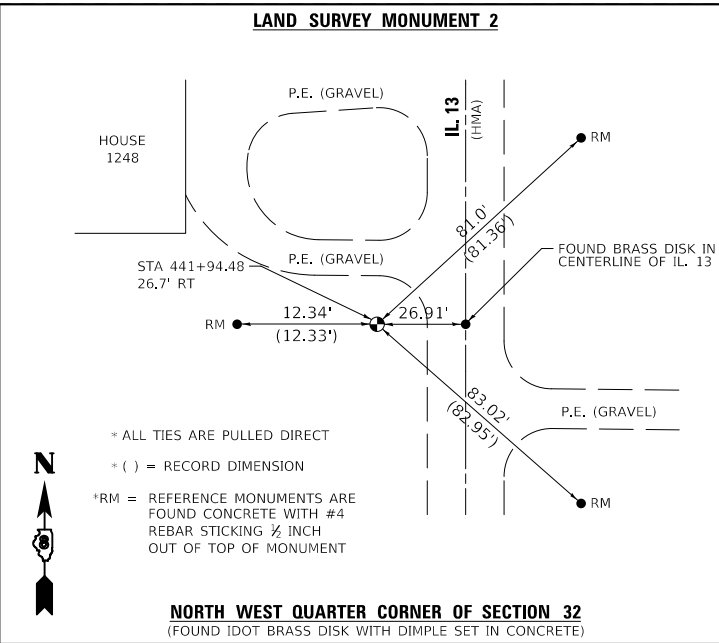 LAND SURVEY MONUMENT 2
P.E. (GRAVEL)
IL. 13
(HMA)
HOUSE
1248
RM
81.0'
(81.36')
FOUND BRASS DISK IN
CENTERLINE OF IL. 13
P.E. (GRAVEL)
STA 441+94.48
26.7' RT
RM
12.34'
(12.33')
26.91'
83.02'
(82.95')
P.E. (GRAVEL)
RM
* ALL TIES ARE PULLED DIRECT
* ( ) = RECORD DIMENSION
*RM = REFERENCE MONUMENTS ARE
FOUND CONCRETE WITH #4
REBAR STICKING ½ INCH
OUT OF TOP OF MONUMENT
N
8
NORTH WEST QUARTER CORNER OF SECTION 32
(FOUND IDOT BRASS DISK WITH DIMPLE SET IN CONCRETE)